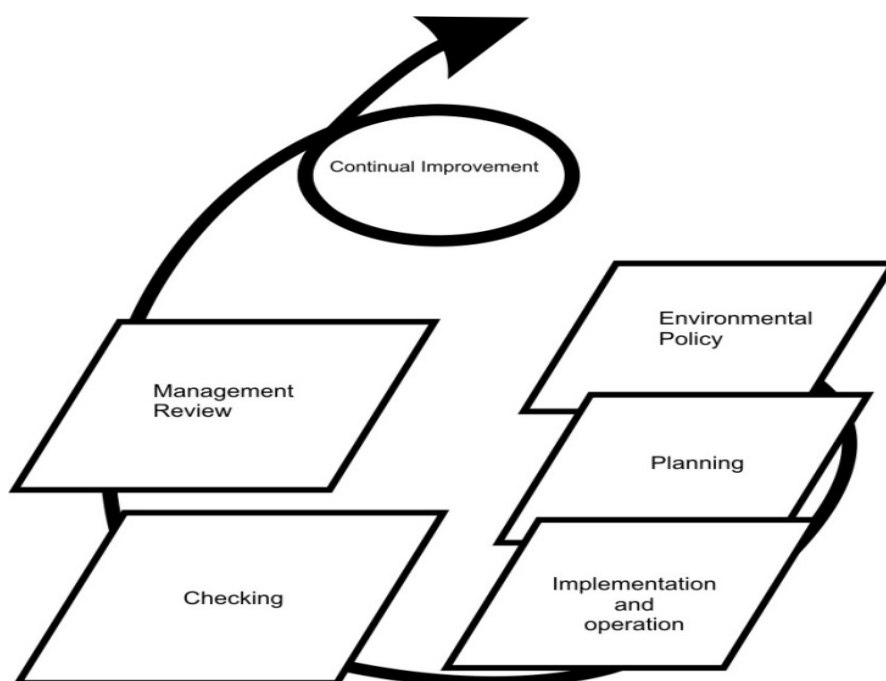 Continual Improvement
Environmental
Policy
Management
Review
Planning
Checking
Implementation
and
operation